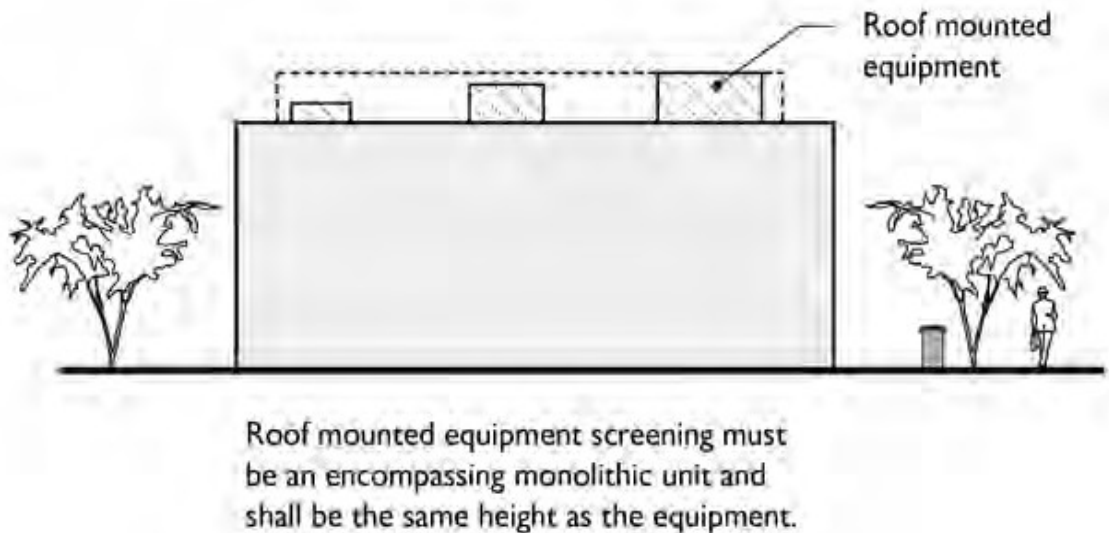 Roof mounted
equipment
Roof mounted equipment screening must
be an encompassing monolithic unit and
shall be the same height as the equipment.